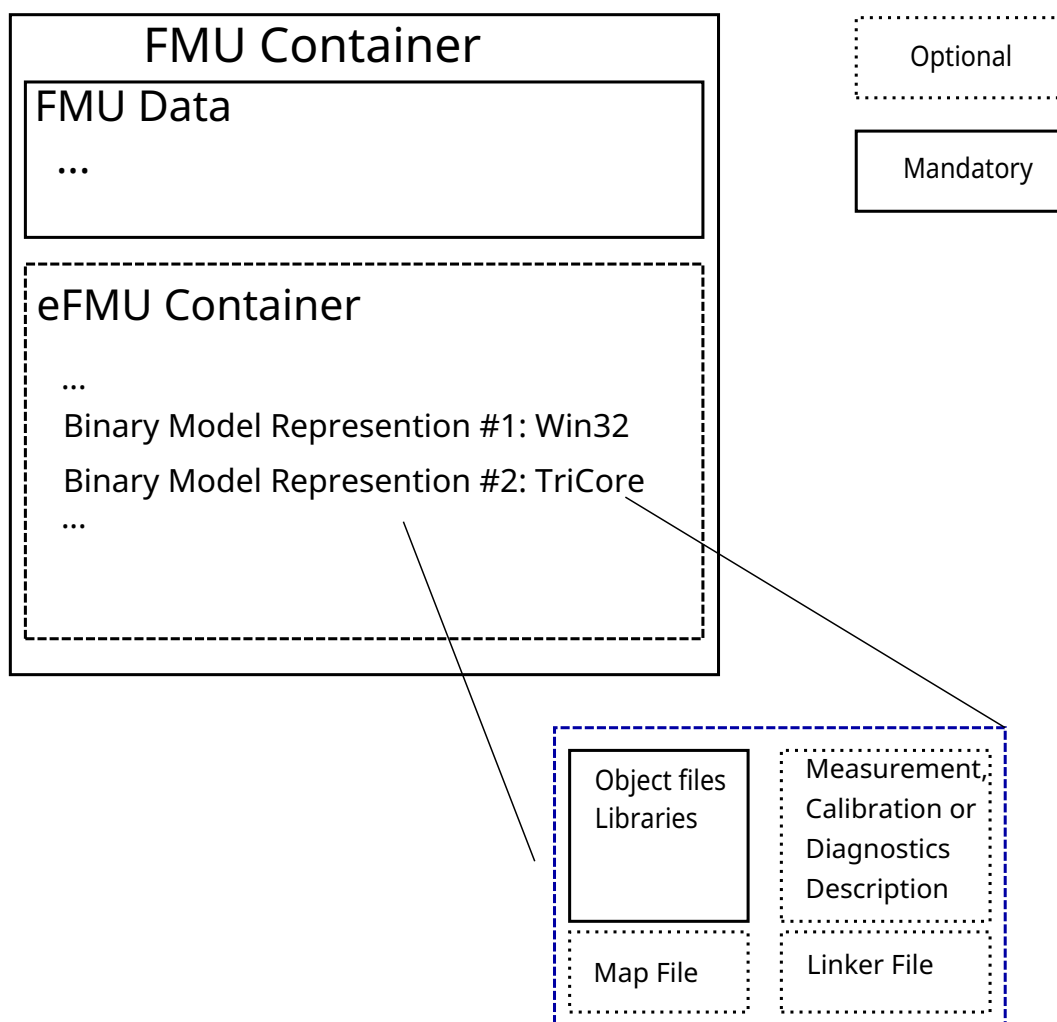 FMU Container
FMU Data
...
eFMU Container
...
Binary Model Represention #1: Win32
Binary Model Represention #2: TriCore
...
Optional
Mandatory
Object files
Libraries
Measurement,
Calibration or
Diagnostics
Description
Map File
Linker File